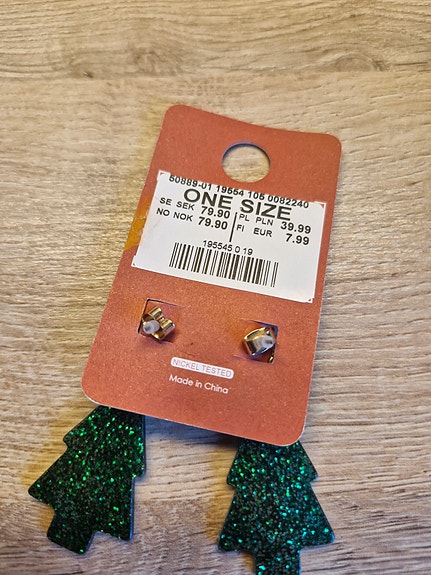 50889-01 19554 105 0082240
ONE SIZE
SE SEK 79.90 PL PLN 39.99
NO NOK 79.90 FI EUR 7.99
195545 0 19
NICKEL TESTED
Made in China